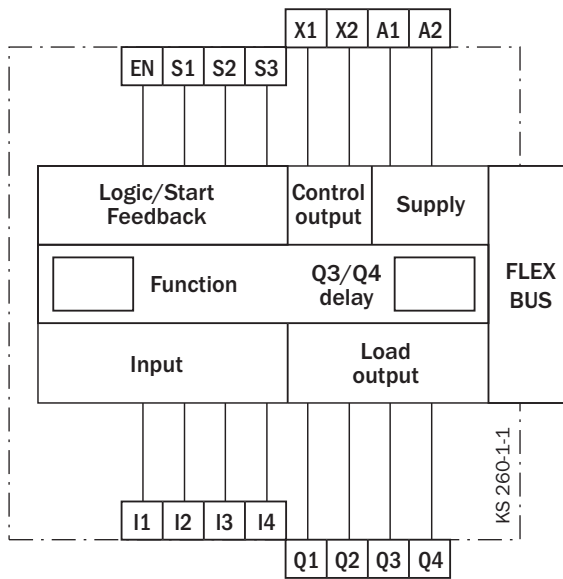 X1 X2 A1 A2
EN S1 S2 S3
Logic/Start
Feedback
Control
output
Supply
Function
Q3/Q4
delay
FLEX
BUS
Input
Load
output
KS 260-1-1
I1 I2 I3 I4
Q1 Q2 Q3 Q4